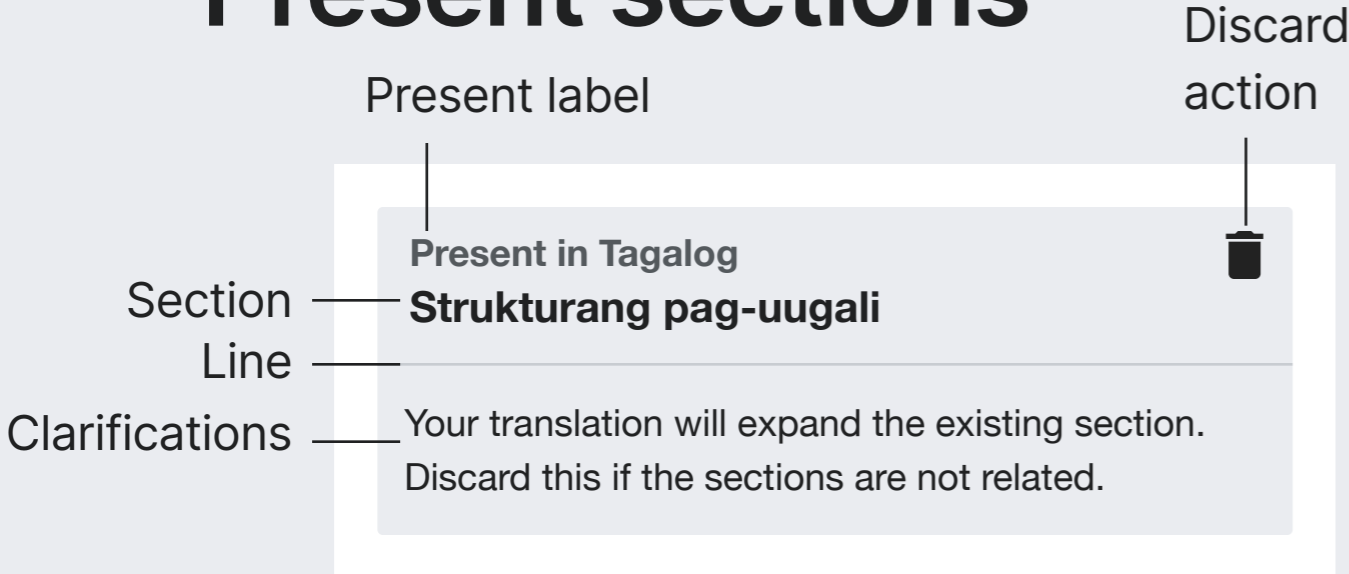 Present sections
Discard
action
Present label
Present in Tagalog
Section
Strukturang pag-uugali
Line
Clarifications
Your translation will expand the existing section.
Discard this if the sections are not related.